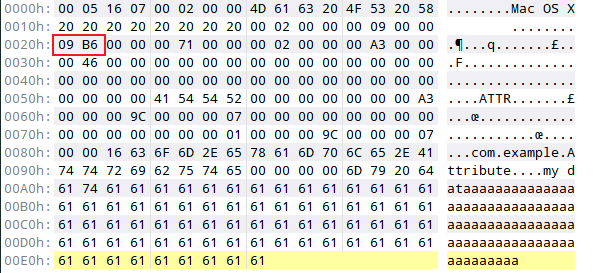 0000h: 00 05 16 07 00 02 00 00 4D 61 63 20 4F 53 20 58 ........Mac OS X
0010h: 20 20 20 20 20 20 20 20 00 02 00 00 00 09 00 00 ........
0020h: 09 B6 00 00 00 71 00 00 00 02 00 00 00 A3 00 00 .¶...q.......£..
0030h: 00 46 00 00 00 00 00 00 00 00 00 00 00 00 00 00 .F..............
0040h: 00 00 00 00 00 00 00 00 00 00 00 00 00 00 00 00 ................
0050h: 00 00 00 00 41 54 54 52 00 00 00 00 00 00 00 A3 ....ATTR.......£
0060h: 00 00 00 9C 00 00 00 07 00 00 00 00 00 00 00 00 ...œ............
0070h: 00 00 00 00 00 00 00 01 00 00 00 9C 00 00 00 07 ...........œ....
0080h: 00 00 16 63 6F 6D 2E 65 78 61 6D 70 6C 65 2E 41 ...com.example.A
0090h: 74 74 72 69 62 75 74 65 00 00 00 00 6D 79 20 64 ttribute....my d
00A0h: 61 74 61 61 61 61 61 61 61 61 61 61 61 61 61 61 ataaaaaaaaaaaaaa
00B0h: 61 61 61 61 61 61 61 61 61 61 61 61 61 61 61 61 aaaaaaaaaaaaaaaa
00C0h: 61 61 61 61 61 61 61 61 61 61 61 61 61 61 61 61 aaaaaaaaaaaaaaaa
00D0h: 61 61 61 61 61 61 61 61 61 61 61 61 61 61 61 61 aaaaaaaaaaaaaaaa
00E0h: 61 61 61 61 61 61 61 61 61 aaaaaaaaa